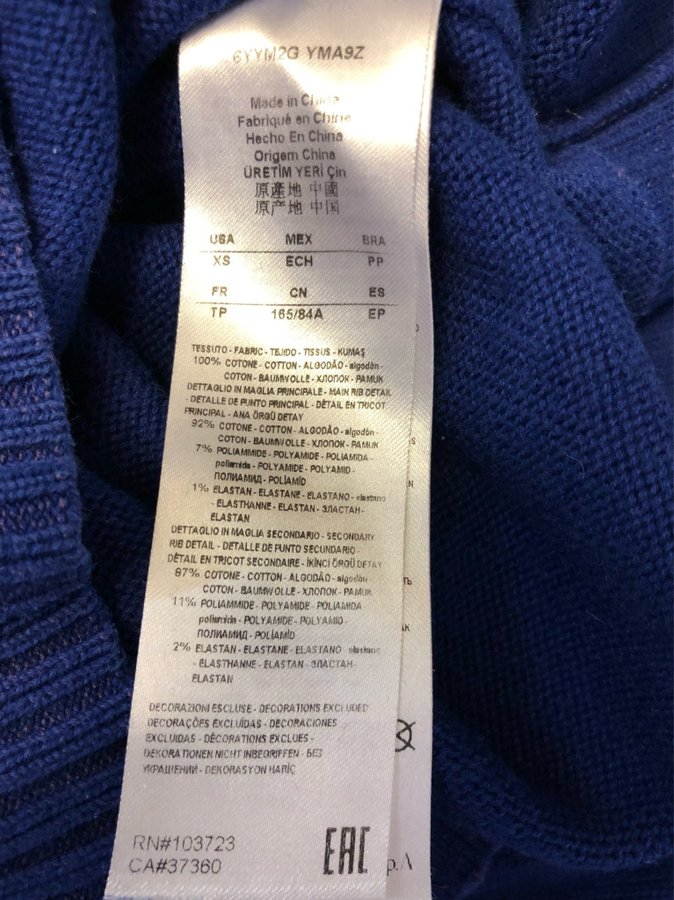 6YYM2G YMA9Z
Made in China
Fabriqué en Chine
Hecho En China
Origem China
ÜRETİM YERİ Çin
原產地 中國
原产地 中国
USA MEX BRA
XS ECH PP
FR CN ES
TP 165/84A EP
TESSUTO - FABRIC - TEJIDO - TISSUS - KUMAŞ
100% COTONE - COTTON - ALGODÃO - algodón -
COTON - BAUMWOLLE - ХЛОПОК - PAMUK
DETTAGLIO IN MAGLIA PRINCIPALE - MAIN RIB DETAIL
- DETALLE DE PUNTO PRINCIPAL - DÉTAIL EN TRICOT
PRINCIPAL - ANA ÖRGÜ DETAY
92% COTONE - COTTON - ALGODÃO - algodón -
COTON - BAUMWOLLE - ХЛОПОК - PAMUK
7% POLIAMMIDE - POLYAMIDE - POLIAMIDA -
poliamida - POLYAMIDE - POLYAMID -
ПОЛИАМИД - POLİAMİD
1% ELASTAN - ELASTANE - ELASTANO - elastano
- ÉLASTHANNE - ELASTAN - ЭЛАСТАН -
ELASTAN
DETTAGLIO IN MAGLIA SECONDARIO - SECONDARY
RIB DETAIL - DETALLE DE PUNTO SECUNDARIO -
DÉTAIL EN TRICOT SECONDAIRE - İKİNCİ ÖRGÜ DETAY
87% COTONE - COTTON - ALGODÃO - algodón -
COTON - BAUMWOLLE - ХЛОПОК - PAMUK
11% POLIAMMIDE - POLYAMIDE - POLIAMIDA
poliamida - POLYAMIDE - POLYAMID -
ПОЛИАМИД - POLİAMİD
2% ELASTAN - ELASTANE - ELASTANO - elastano
- ÉLASTHANNE - ELASTAN - ЭЛАСТАН -
ELASTAN
DECORAZIONI ESCLUSE - DECORATIONS EXCLUDED
DECORAÇÕES EXCLUÍDAS - DECORACIONES
EXCLUIDAS - DÉCORATIONS EXCLUES -
DEKORATIONEN NICHT INBEGRIFFEN - БЕЗ
УКРАШЕНИЙ - DEKORASYON HARİÇ
RN#103723
CA#37360
EAC
p.A